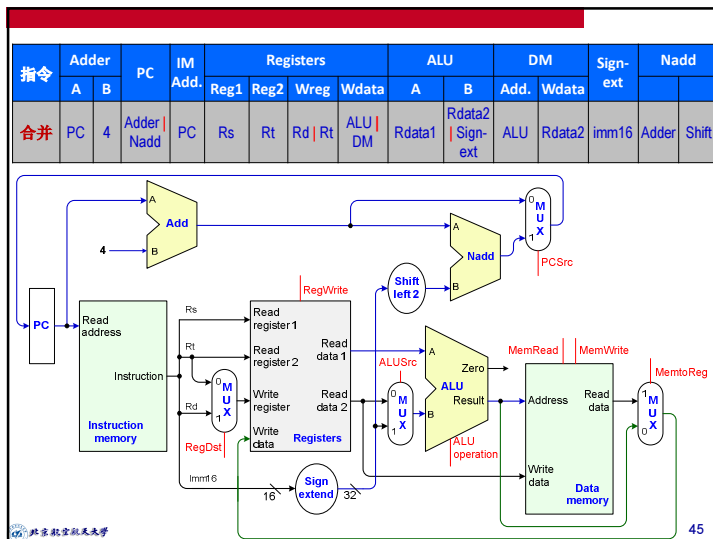 指令 Adder PC IM Add. Registers ALU DM Sign-ext Nadd
A B Reg1 Reg2 Wreg Wdata A B Add. Wdata
合并 PC 4 Adder | Nadd PC Rs Rt Rd | Rt ALU | DM Rdata1 Rdata2 | Sign-ext ALU Rdata2 imm16 Adder Shift
A
Add
4
B
0
MUX
1
PCSrc
A
Nadd
B
Shift left 2
PC
Read address
Instruction
Instruction memory
Rs
Rt
Rd
Imm16
0
MUX
1
RegDst
RegWrite
Read register 1
Read register 2
Write register
Write data
Read data 1
Read data 2
Registers
16
Sign extend
32
ALUSrc
0
MUX
1
A
ALU
B
Zero
Result
ALU operation
MemRead
MemWrite
Address
Read data
Write data
Data memory
MemtoReg
1
MUX
0
北京航空航天大学
45